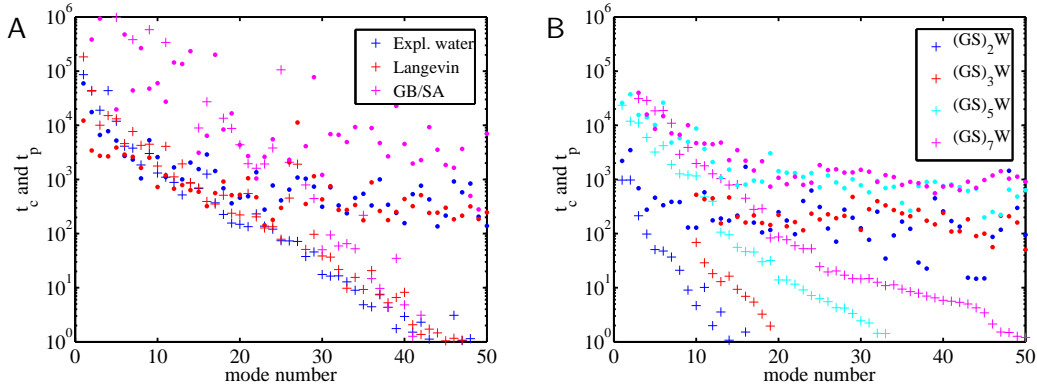 A
t_c and t_p
10^6
10^5
10^4
10^3
10^2
10^1
10^0
0 10 20 30 40 50
mode number
Expl. water
Langevin
GB/SA
B
t_c and t_p
10^6
10^5
10^4
10^3
10^2
10^1
10^0
0 10 20 30 40 50
mode number
(GS)_2W
(GS)_3W
(GS)_5W
(GS)_7W